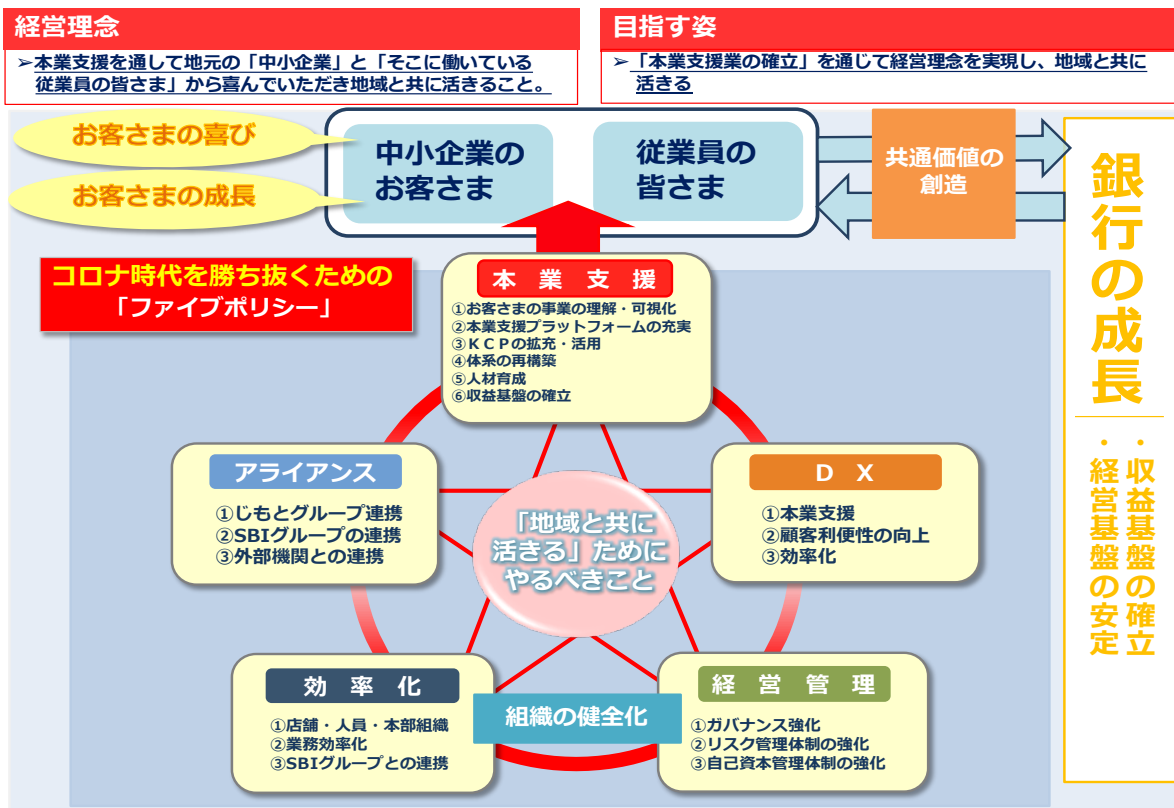 経営理念
➢本業支援を通して地元の「中小企業」と「そこに働いている
従業員の皆さま」から喜んでいただき地域と共に活きること。
目指す姿
➢「本業支援業の確立」を通じて経営理念を実現し、地域と共に
活きる
お客さまの喜び
お客さまの成長
中小企業の
お客さま
従業員の
皆さま
共通価値の
創造
銀行の成長
・収益基盤の確立
・経営基盤の安定
コロナ時代を勝ち抜くための
「ファイブポリシー」
本業支援
①お客さまの事業の理解・可視化
②本業支援プラットフォームの充実
③ＫＣＰの拡充・活用
④体系の再構築
⑤人材育成
⑥収益基盤の確立
アライアンス
①じもとグループ連携
②SBIグループの連携
③外部機関との連携
ＤＸ
①本業支援
②顧客利便性の向上
③効率化
「地域と共に
活きる」ために
やるべきこと
効率化
①店舗・人員・本部組織
②業務効率化
③SBIグループとの連携
組織の健全化
経営管理
①ガバナンス強化
②リスク管理体制の強化
③自己資本管理体制の強化